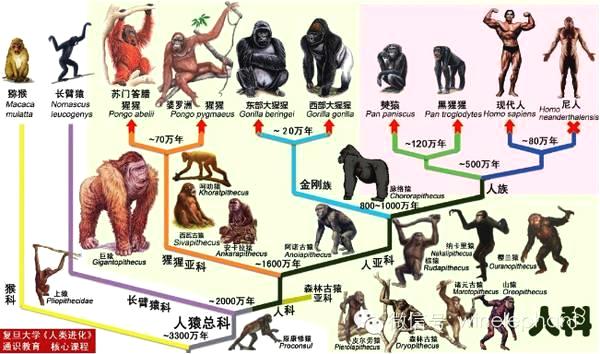 猕猴
Macaca
mulatta
长臂猿
Nomascus
leucogenys
苏门答腊
猩猩
Pongo abelii
婆罗洲
猩猩
Pongo pygmaeus
东部大猩猩
Gorilla beringei
西部大猩猩
Gorilla gorilla
僰猿
Pan paniscus
黑猩猩
Pan troglodytes
现代人
Homo sapiens
尼人
Homo
neanderthalensis
~70万年
~20万年
~120万年
~80万年
~500万年
呵叻猿
Khoratpithecus
金刚族
脉络猿
Chororapithecus
人族
800~1000万年
巨猿
Gigantopithecus
西瓦古猿
Sivapithecus
安卡拉猿
Ankarapithecus
阿诺古猿
Anoiapithecus
猩猩亚科
~1600万年
人亚科
棕猿
Rudapithecus
纳卡里猿
Nakalipithecus
樱兰猿
Ouranopithecus
上猿
Pliopithecidae
猴科
长臂猿科
~2000万年
人科
森林古猿
亚科
人猿总科
~3300万年
原康修猿
Proconsul
皮尔劳猿
Pierolapithecus
森林古猿
Dryopithecus
诸元古猿
Morotopithecus
山猿
Oreopithecus
人科
复旦大学《人类进化》
通识教育 核心课程
微信号: winelephant